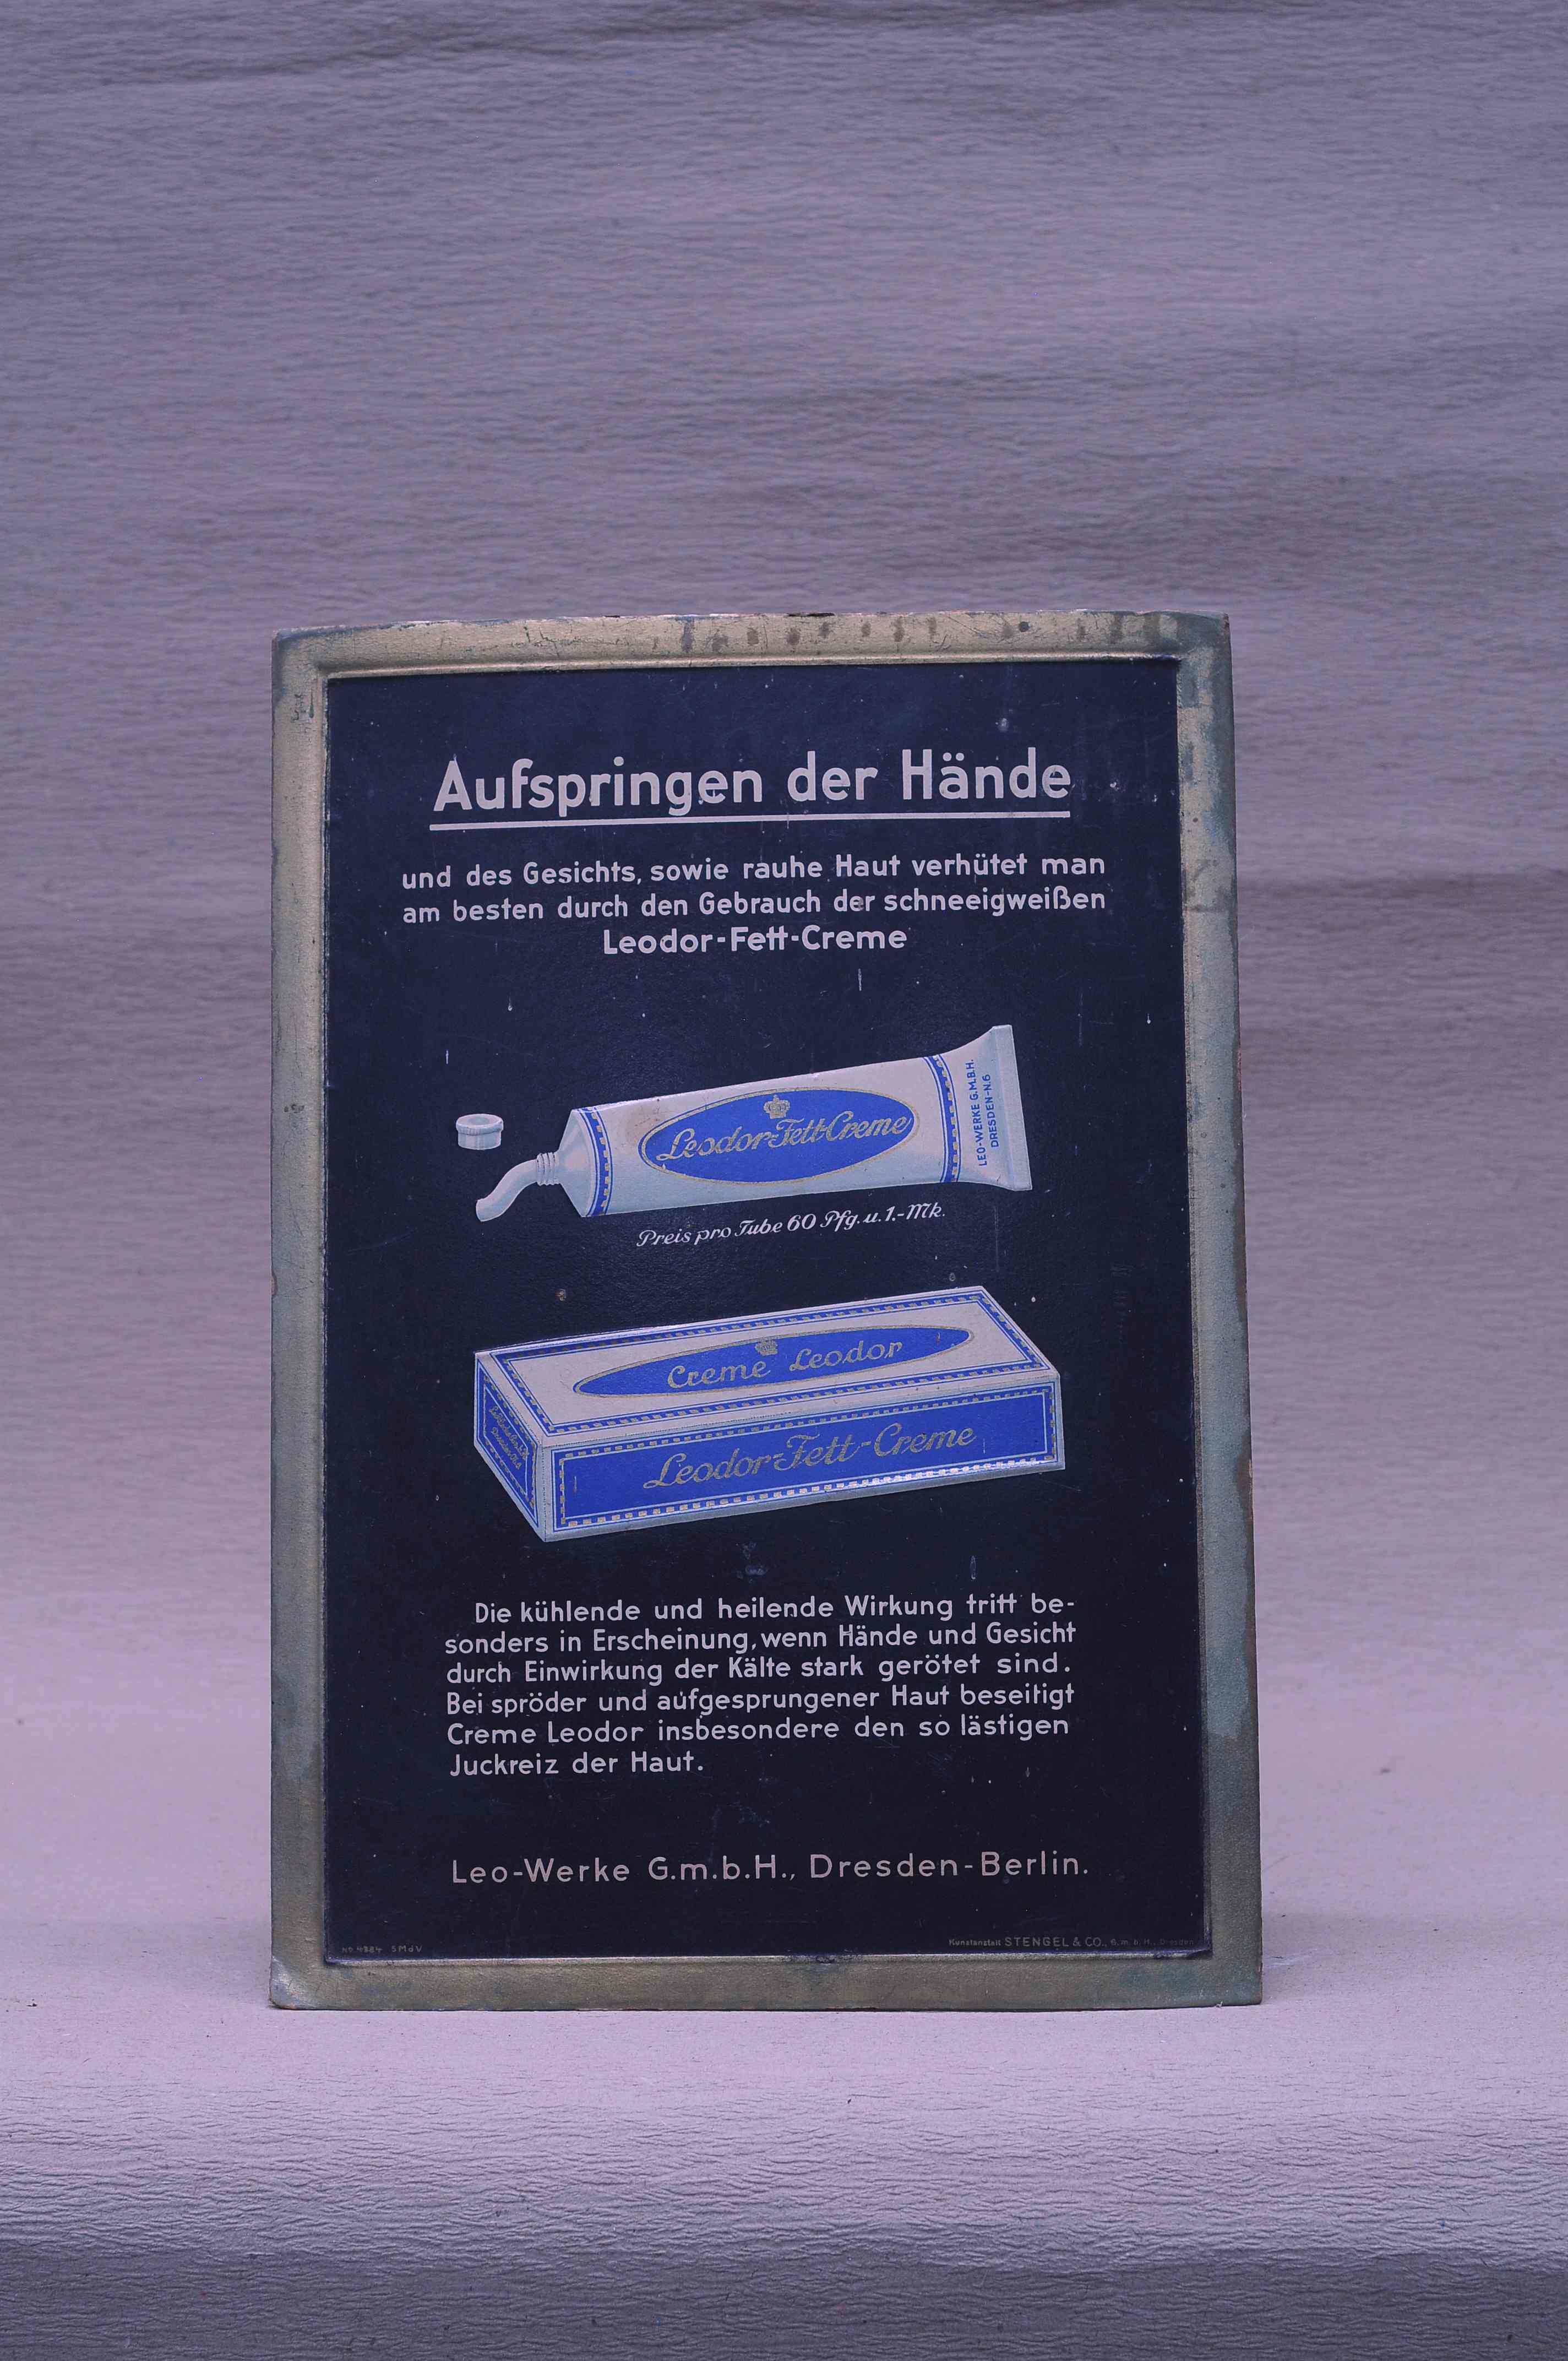 Aufspringen der Hände
und des Gesichts, sowie rauhe Haut verhütet man
am besten durch den Gebrauch der schneeigweißen
Leodor-Fett-Creme
Leodor-Fett-Creme
LEO-WERKE G.M.B.H.
DRESDEN-N.6
Preis pro Tube 60 Pfg. u. 1.-Mk.
Creme Leodor
Leodor-Fett-Creme
Die kühlende und heilende Wirkung tritt be-
sonders in Erscheinung, wenn Hände und Gesicht
durch Einwirkung der Kälte stark gerötet sind.
Bei spröder und aufgesprungener Haut beseitigt
Creme Leodor insbesondere den so lästigen
Juckreiz der Haut.
Leo-Werke G.m.b.H., Dresden-Berlin.
Kunstanstalt STENGEL & CO., G.m.b.H., Dresden